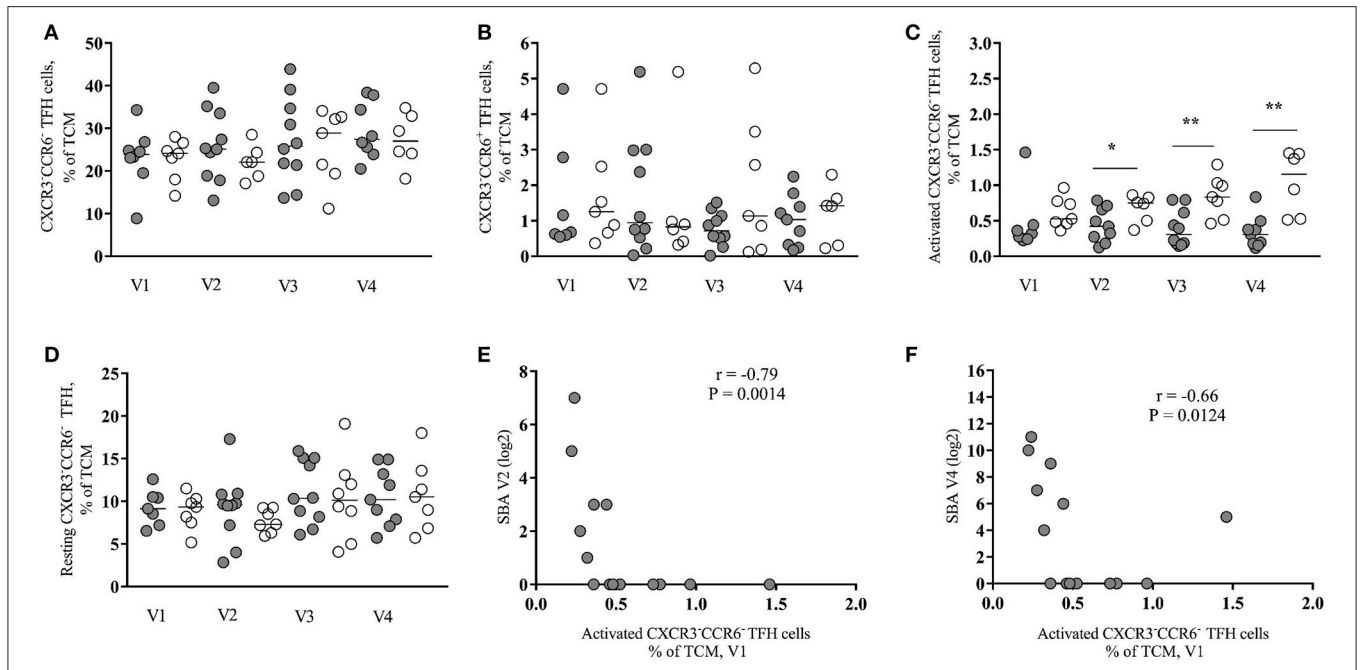 A
CXCR3-CCR6- TFH cells,
% of TCM
50
40
30
20
10
0
V1 V2 V3 V4
B
CXCR3-CCR6+ TFH cells,
% of TCM
6
5
4
3
2
1
0
V1 V2 V3 V4
C
Activated CXCR3-CCR6- TFH cells,
% of TCM
3.0
2.5
2.0
1.5
1.0
0.5
0.0
* ** **
V1 V2 V3 V4
D
Resting CXCR3-CCR6- TFH,
% of TCM
25
20
15
10
5
0
V1 V2 V3 V4
E
r = -0.79
P = 0.0014
SBA V2 (log2)
8
6
4
2
0
0.0 0.5 1.0 1.5 2.0
Activated CXCR3-CCR6- TFH cells
% of TCM, V1
F
r = -0.66
P = 0.0124
SBA V4 (log2)
16
14
12
10
8
6
4
2
0
0.0 0.5 1.0 1.5 2.0
Activated CXCR3-CCR6- TFH cells
% of TCM, V1